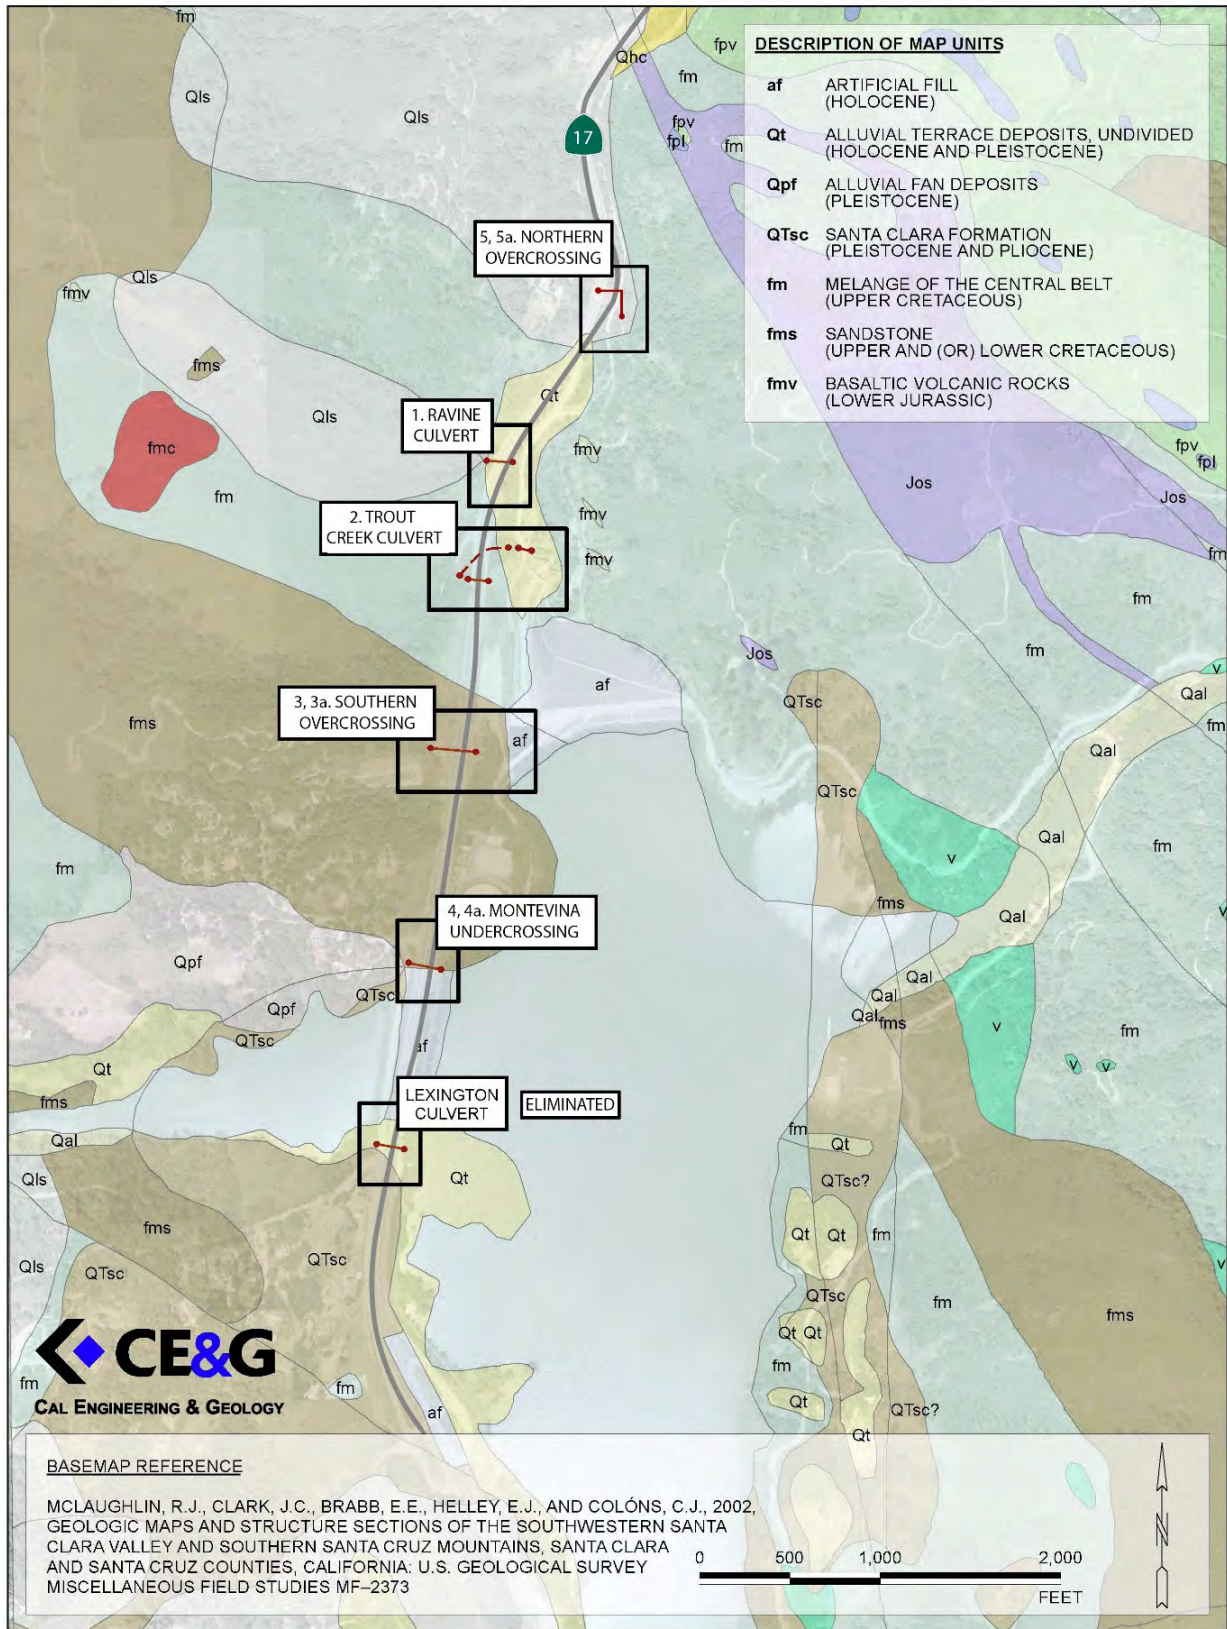 fm
Qhc
fpv
fm
Qls
Qls
17
fpv
fpl
fm
DESCRIPTION OF MAP UNITS
af ARTIFICIAL FILL
(HOLOCENE)
Qt ALLUVIAL TERRACE DEPOSITS, UNDIVIDED
(HOLOCENE AND PLEISTOCENE)
Qpf ALLUVIAL FAN DEPOSITS
(PLEISTOCENE)
QTsc SANTA CLARA FORMATION
(PLEISTOCENE AND PLIOCENE)
fm MELANGE OF THE CENTRAL BELT
(UPPER CRETACEOUS)
fms SANDSTONE
(UPPER AND (OR) LOWER CRETACEOUS)
fmv BASALTIC VOLCANIC ROCKS
(LOWER JURASSIC)
5, 5a. NORTHERN
OVERCROSSING
Qls
fmv
fms
Qls
Qt
1. RAVINE
CULVERT
fmc
fm
fmv
fpv
fpl
Jos
Jos
2. TROUT
CREEK CULVERT
fmv
fmv
fm
fm
fm
Jos
v
af
QTsc
Qal
fm
3, 3a. SOUTHERN
OVERCROSSING
fms
af
Qal
QTsc
Qal
fm
v
fm
fms
v
4, 4a. MONTEVINA
UNDERCROSSING
Qal
Qpf
QTsc
Qpf
Qal
Qal
Qal
fms
v
fm
QTsc
af
Qt
v
v
fms
LEXINGTON
CULVERT
ELIMINATED
Qal
fm
Qt
Qls
Qt
QTsc?
fms
Qt
Qt
fm
QTsc
Qls
QTsc
v
QTsc
fm
fms
Qt
Qt
CE&G
CAL ENGINEERING & GEOLOGY
fm
fm
fm
af
Qt
QTsc?
Qt
BASEMAP REFERENCE
MCLAUGHLIN, R.J., CLARK, J.C., BRABB, E.E., HELLEY, E.J., AND COLÓNS, C.J., 2002,
GEOLOGIC MAPS AND STRUCTURE SECTIONS OF THE SOUTHWESTERN SANTA
CLARA VALLEY AND SOUTHERN SANTA CRUZ MOUNTAINS, SANTA CLARA
AND SANTA CRUZ COUNTIES, CALIFORNIA: U.S. GEOLOGICAL SURVEY
MISCELLANEOUS FIELD STUDIES MF–2373
0 500 1,000 2,000
FEET
N